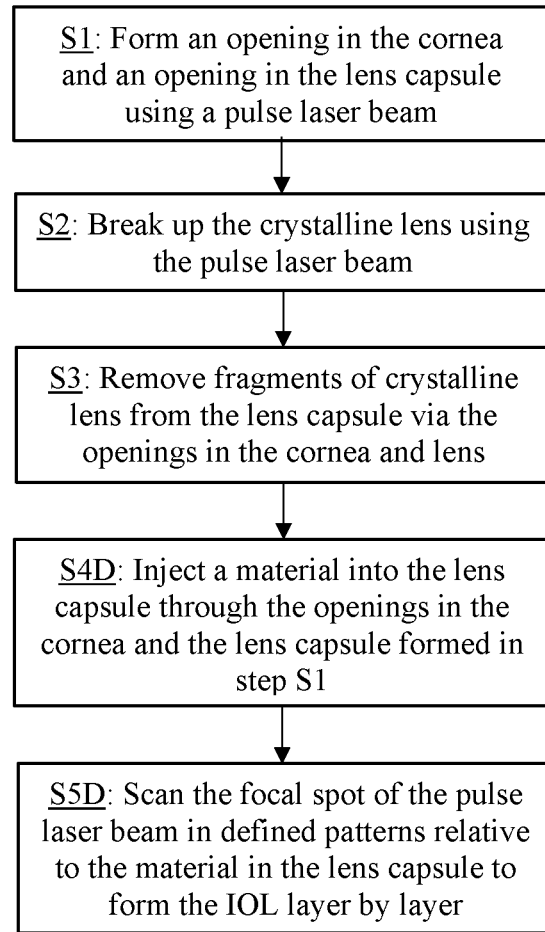 S1: Form an opening in the cornea
and an opening in the lens capsule
using a pulse laser beam
S2: Break up the crystalline lens using
the pulse laser beam
S3: Remove fragments of crystalline
lens from the lens capsule via the
openings in the cornea and lens
S4D: Inject a material into the lens
capsule through the openings in the
cornea and the lens capsule formed in
step S1
S5D: Scan the focal spot of the pulse
laser beam in defined patterns relative
to the material in the lens capsule to
form the IOL layer by layer